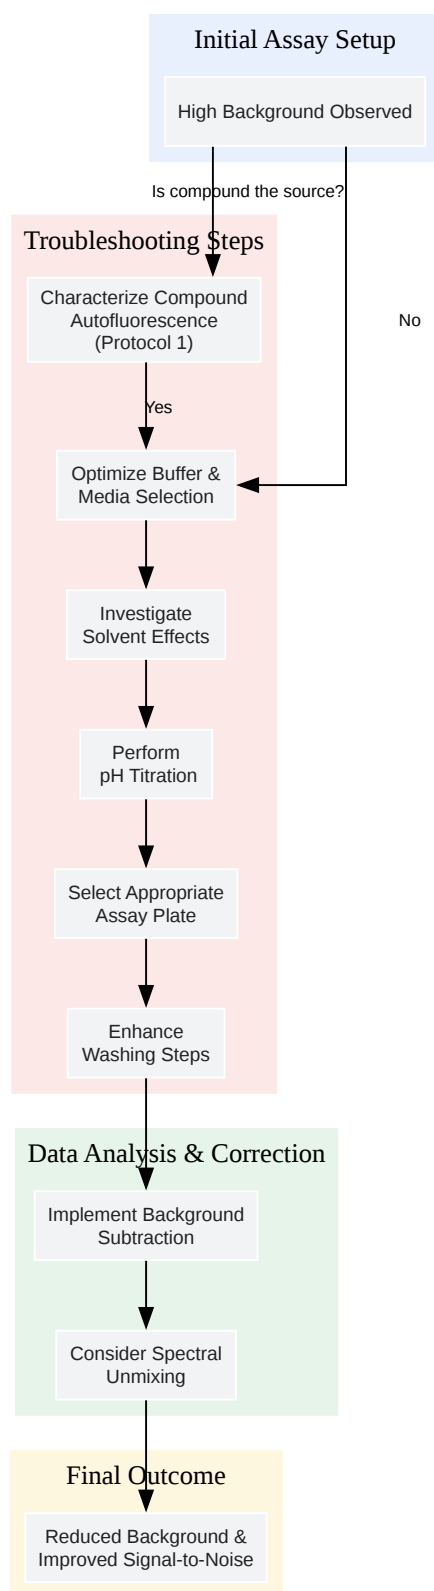 Initial Assay Setup
High Background Observed
Is compound the source?
Troubleshooting Steps
Characterize Compound
Autofluorescence
(Protocol 1)
No
Yes
Optimize Buffer &
Media Selection
Investigate
Solvent Effects
Perform
pH Titration
Select Appropriate
Assay Plate
Enhance
Washing Steps
Data Analysis & Correction
Implement Background
Subtraction
Consider Spectral
Unmixing
Final Outcome
Reduced Background &
Improved Signal-to-Noise